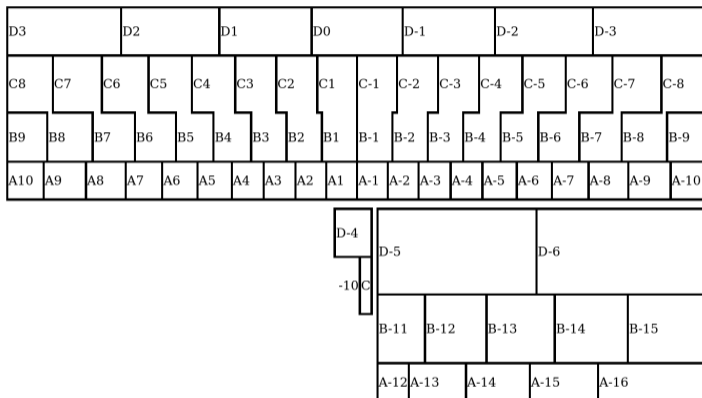 D3 D2 D1 D0 D-1 D-2 D-3
C8 C7 C6 C5 C4 C3 C2 C1 C-1 C-2 C-3 C-4 C-5 C-6 C-7 C-8
B9 B8 B7 B6 B5 B4 B3 B2 B1 B-1 B-2 B-3 B-4 B-5 B-6 B-7 B-8 B-9
A10 A9 A8 A7 A6 A5 A4 A3 A2 A1 A-1 A-2 A-3 A-4 A-5 A-6 A-7 A-8 A-9 A-10
D-4
D-5 D-6
-10 C
B-11 B-12 B-13 B-14 B-15
A-12 A-13 A-14 A-15 A-16